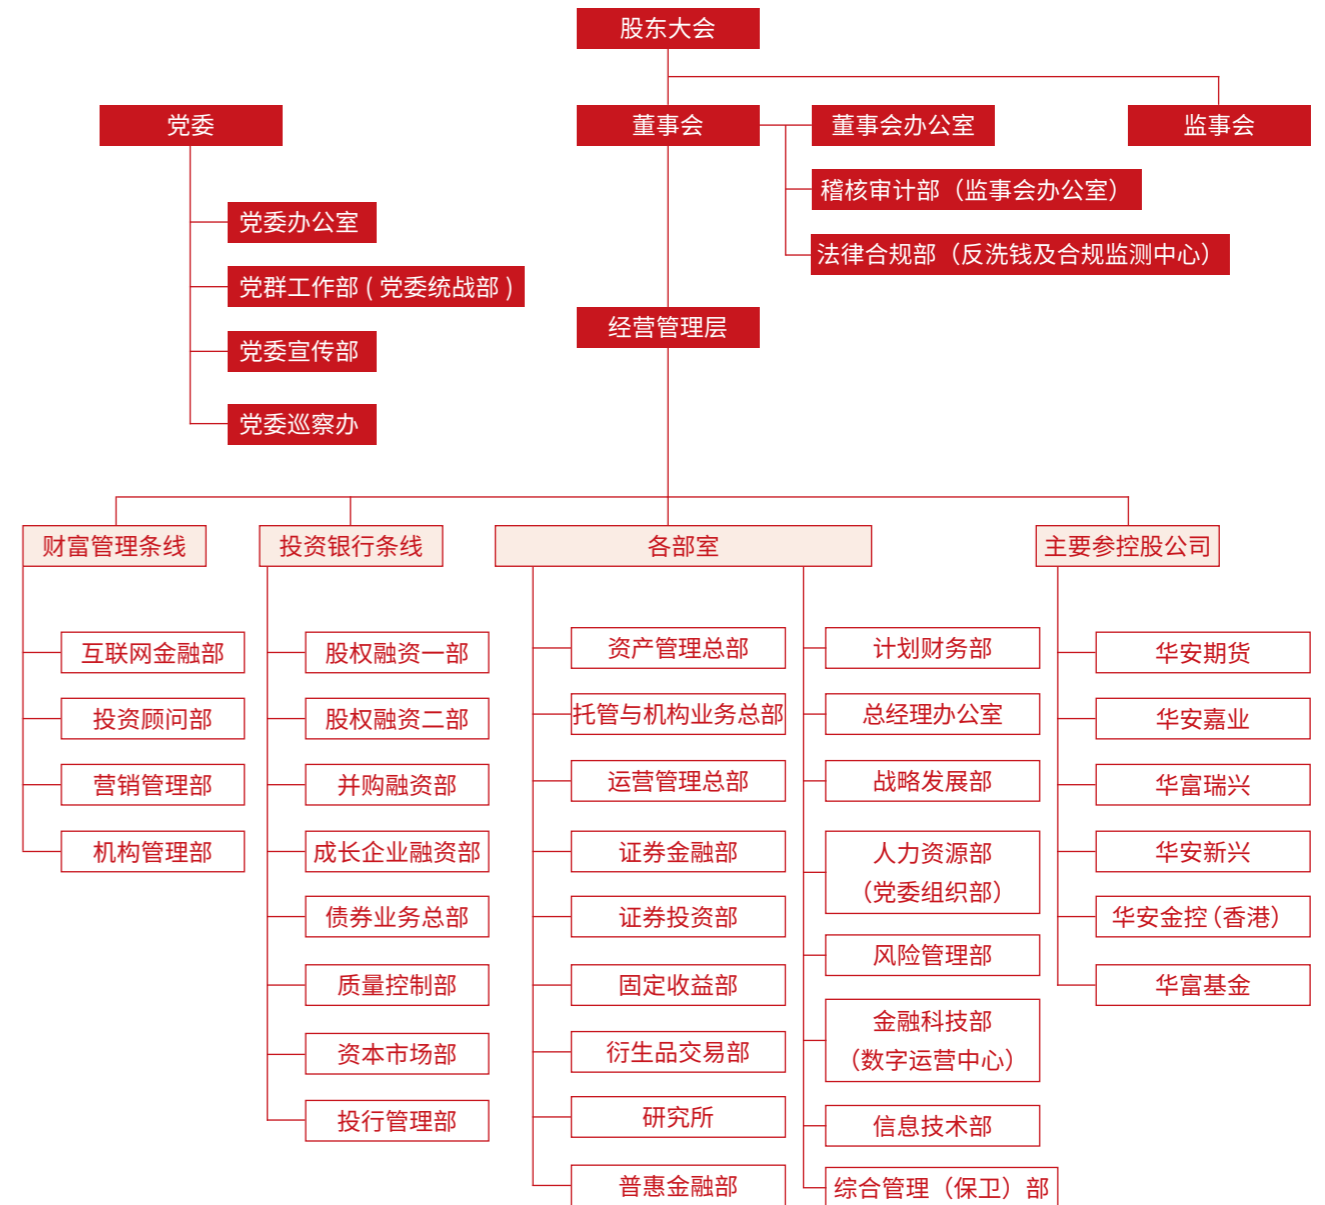 股东大会
党委
董事会
董事会办公室
监事会
稽核审计部（监事会办公室）
法律合规部（反洗钱及合规监测中心）
党委办公室
党群工作部 ( 党委统战部 )
党委宣传部
党委巡察办
经营管理层
财富管理条线
投资银行条线
各部室
主要参控股公司
互联网金融部
投资顾问部
营销管理部
机构管理部
股权融资一部
股权融资二部
并购融资部
成长企业融资部
债券业务总部
质量控制部
资本市场部
投行管理部
资产管理总部
托管与机构业务总部
运营管理总部
证券金融部
证券投资部
固定收益部
衍生品交易部
研究所
普惠金融部
计划财务部
总经理办公室
战略发展部
人力资源部
（党委组织部）
风险管理部
金融科技部
（数字运营中心）
信息技术部
综合管理（保卫）部
华安期货
华安嘉业
华富瑞兴
华安新兴
华安金控（香港）
华富基金